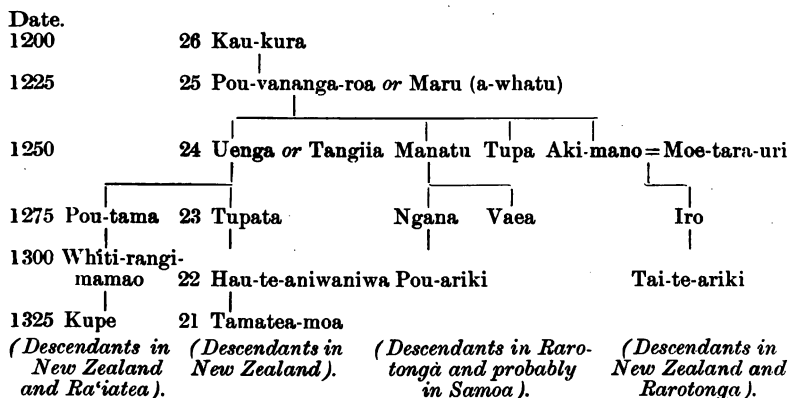 Date.
1200 26 Kau-kura
1225 25 Pou-vananga-roa or Maru (a-whatu)
1250 24 Uenga or Tangiia Manatu Tupa Aki-mano=Moe-tara-uri
1275 Pou-tama 23 Tupata Ngana Vaea Iro
1300 Whiti-rangi-
mamao 22 Hau-te-aniwaniwa Pou-ariki Tai-te-ariki
1325 Kupe 21 Tamatea-moa
(Descendants in (Descendants in (Descendants in Raro- (Descendants in
New Zealand New Zealand). tongà and probably New Zealand and
and Ra‘iatea). in Samoa). Rarotonga).